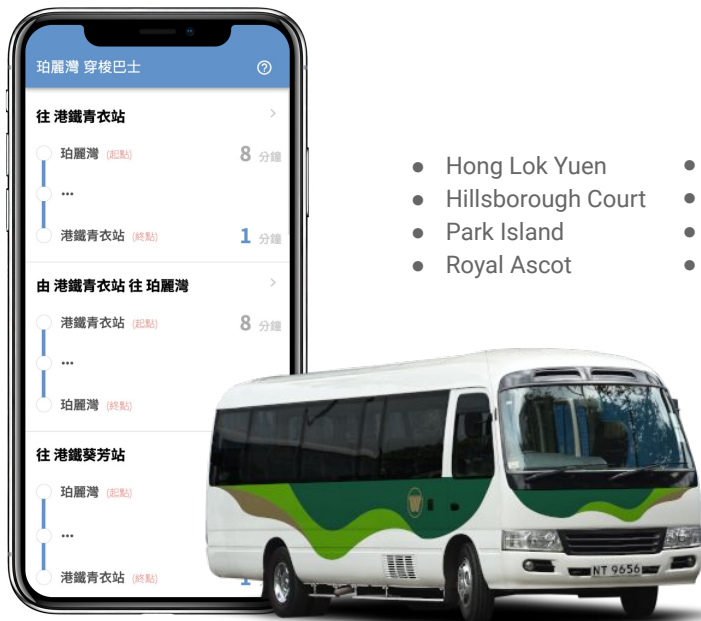 珀麗灣 穿梭巴士
往 港鐵青衣站
珀麗灣 (起點) 8 分鐘
...
港鐵青衣站 (終點) 1 分鐘
由 港鐵青衣站 往 珀麗灣
港鐵青衣站 (起點) 8 分鐘
...
珀麗灣 (終點)
往 港鐵葵芳站
珀麗灣 (起點)
...
港鐵青衣站 (終點) 1
• Hong Lok Yuen
• Hillsborough Court
• Park Island
• Royal Ascot
W
NT 9656